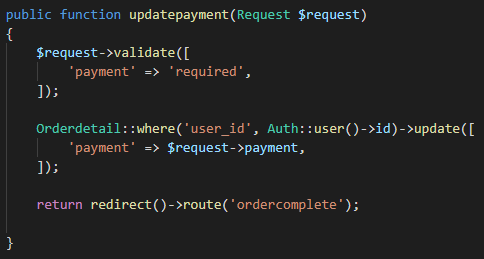 public function updatepayment(Request $request)
{
    $request->validate([
        'payment' => 'required',
    ]);

    Orderdetail::where('user_id', Auth::user()->id)->update([
        'payment' => $request->payment,
    ]);

    return redirect()->route('ordercomplete');

}